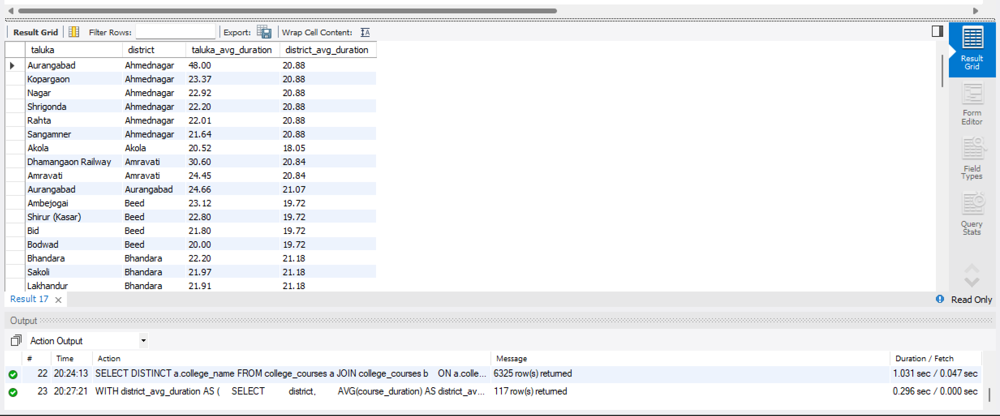 Result Grid Filter Rows: Export: Wrap Cell Content:
taluka district taluka_avg_duration district_avg_duration
Aurangabad Ahmednagar 48.00 20.88
Kopargaon Ahmednagar 23.37 20.88
Nagar Ahmednagar 22.92 20.88
Shrigonda Ahmednagar 22.20 20.88
Rahta Ahmednagar 22.01 20.88
Sangamner Ahmednagar 21.64 20.88
Akola Akola 20.52 18.05
Dhamangaon Railway Amravati 30.60 20.84
Amravati Amravati 24.45 20.84
Aurangabad Aurangabad 24.66 21.07
Ambejogai Beed 23.12 19.72
Shirur (Kasar) Beed 22.80 19.72
Bid Beed 21.80 19.72
Bodwad Beed 20.00 19.72
Bhandara Bhandara 22.20 21.18
Sakoli Bhandara 21.97 21.18
Lakhandur Bhandara 21.91 21.18
Result
Grid
Form
Editor
Field
Types
Query
Stats
Result 17 Read Only
Output
Action Output
# Time Action Message Duration / Fetch
22 20:24:13 SELECT DISTINCT a.college_name FROM college_courses a JOIN college_courses b ON a.colle... 6325 row(s) returned 1.031 sec / 0.047 sec
23 20:27:21 WITH district_avg_duration AS ( SELECT district, AVG(course_duration) AS district_av... 117 row(s) returned 0.296 sec / 0.000 sec